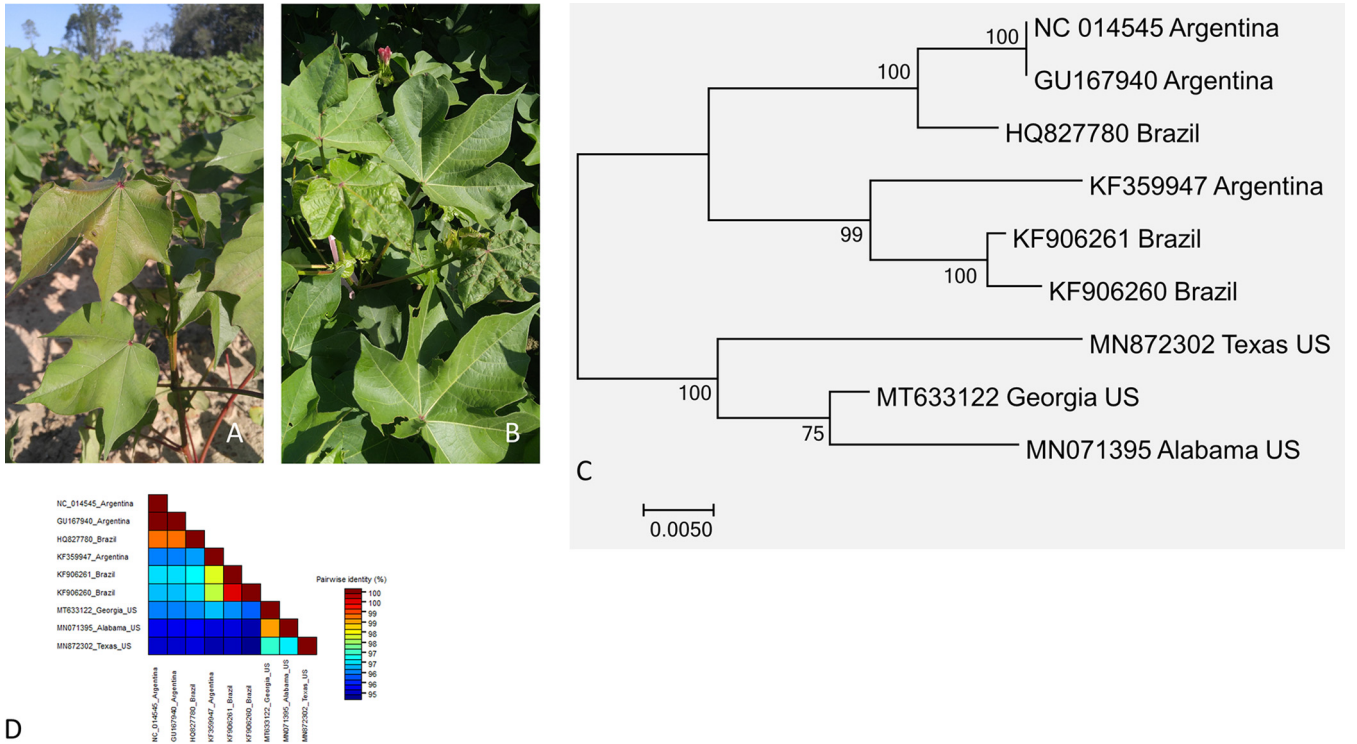 A
B
100
NC 014545 Argentina
100
GU167940 Argentina
HQ827780 Brazil
KF359947 Argentina
99
KF906261 Brazil
100
KF906260 Brazil
MN872302 Texas US
100
MT633122 Georgia US
75
MN071395 Alabama US
C
0.0050
NC_014545_Argentina
GU167940_Argentina
HQ827780_Brazil
KF359947_Argentina
KF906261_Brazil
KF906260_Brazil
MT633122_Georgia_US
MN071395_Alabama_US
MN872302_Texas_US
Pairwise identity (%)
100
100
99
99
98
98
97
97
96
96
95
NC_014545_Argentina
GU167940_Argentina
HQ827780_Brazil
KF359947_Argentina
KF906261_Brazil
KF906260_Brazil
MT633122_Georgia_US
MN071395_Alabama_US
MN872302_Texas_US
D